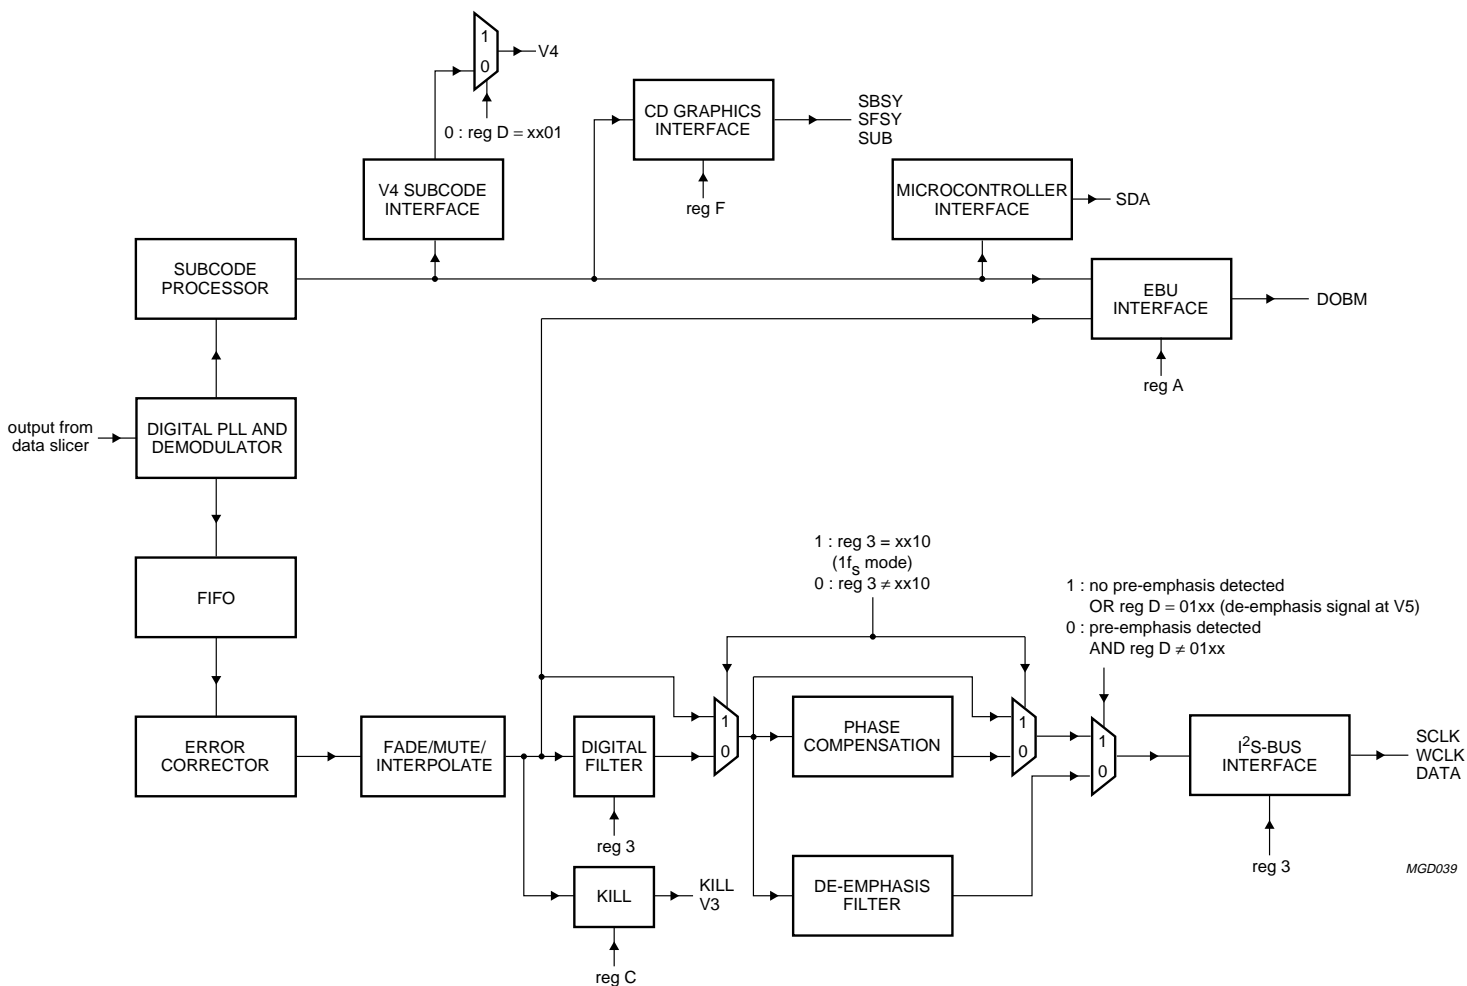 1
0
V4
0 : reg D = xx01
CD GRAPHICS
INTERFACE
SBSY
SFSY
SUB
reg F
V4 SUBCODE
INTERFACE
MICROCONTROLLER
INTERFACE
SDA
SUBCODE
PROCESSOR
EBU
INTERFACE
DOBM
reg A
output from
data slicer
DIGITAL PLL AND
DEMODULATOR
FIFO
1 : reg 3 = xx10
(1fs mode)
0 : reg 3 ≠ xx10
1 : no pre-emphasis detected
OR reg D = 01xx (de-emphasis signal at V5)
0 : pre-emphasis detected
AND reg D ≠ 01xx
ERROR
CORRECTOR
FADE/MUTE/
INTERPOLATE
DIGITAL
FILTER
reg 3
1
0
PHASE
COMPENSATION
1
0
1
0
I²S-BUS
INTERFACE
SCLK
WCLK
DATA
reg 3
KILL
KILL
V3
reg C
DE-EMPHASIS
FILTER
MGD039